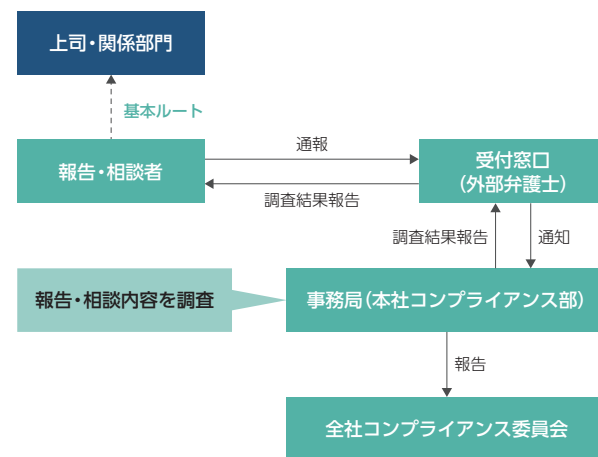 上司・関係部門
基本ルート
報告・相談者
通報
調査結果報告
受付窓口
（外部弁護士）
調査結果報告
通知
報告・相談内容を調査
事務局（本社コンプライアンス部）
報告
全社コンプライアンス委員会